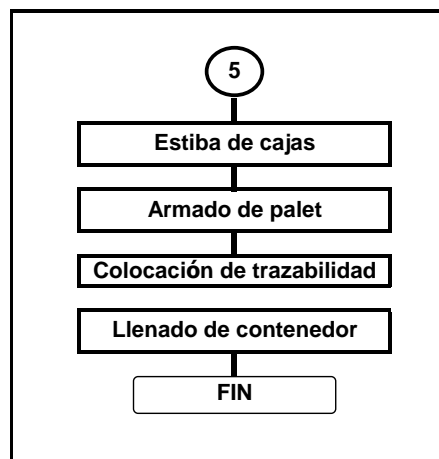 5
Estiba de cajas
Armado de palet
Colocación de trazabilidad
Llenado de contenedor
FIN